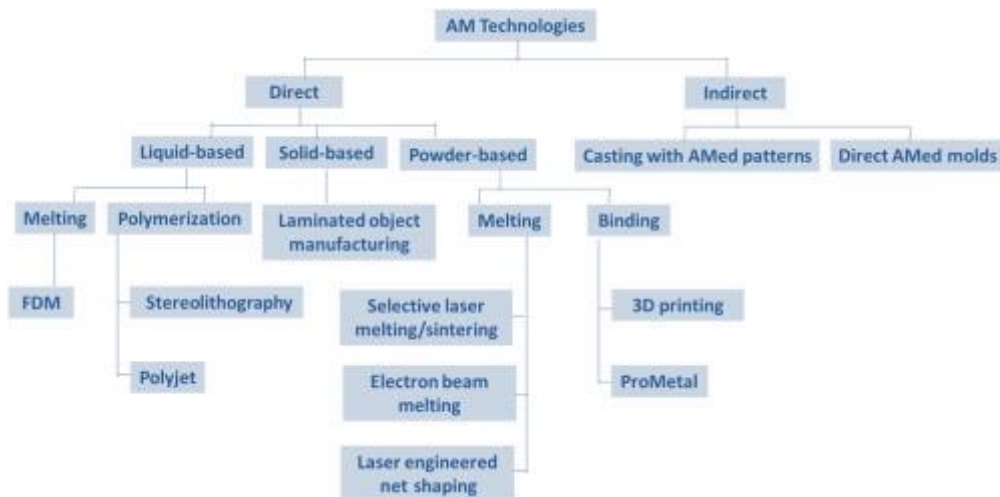 AM Technologies
Direct
Indirect
Liquid-based
Solid-based
Powder-based
Casting with AMed patterns
Direct AMed molds
Melting
Polymerization
Laminated object
manufacturing
Melting
Binding
FDM
Stereolithography
Selective laser
melting/sintering
3D printing
Polyjet
Electron beam
melting
ProMetal
Laser engineered
net shaping